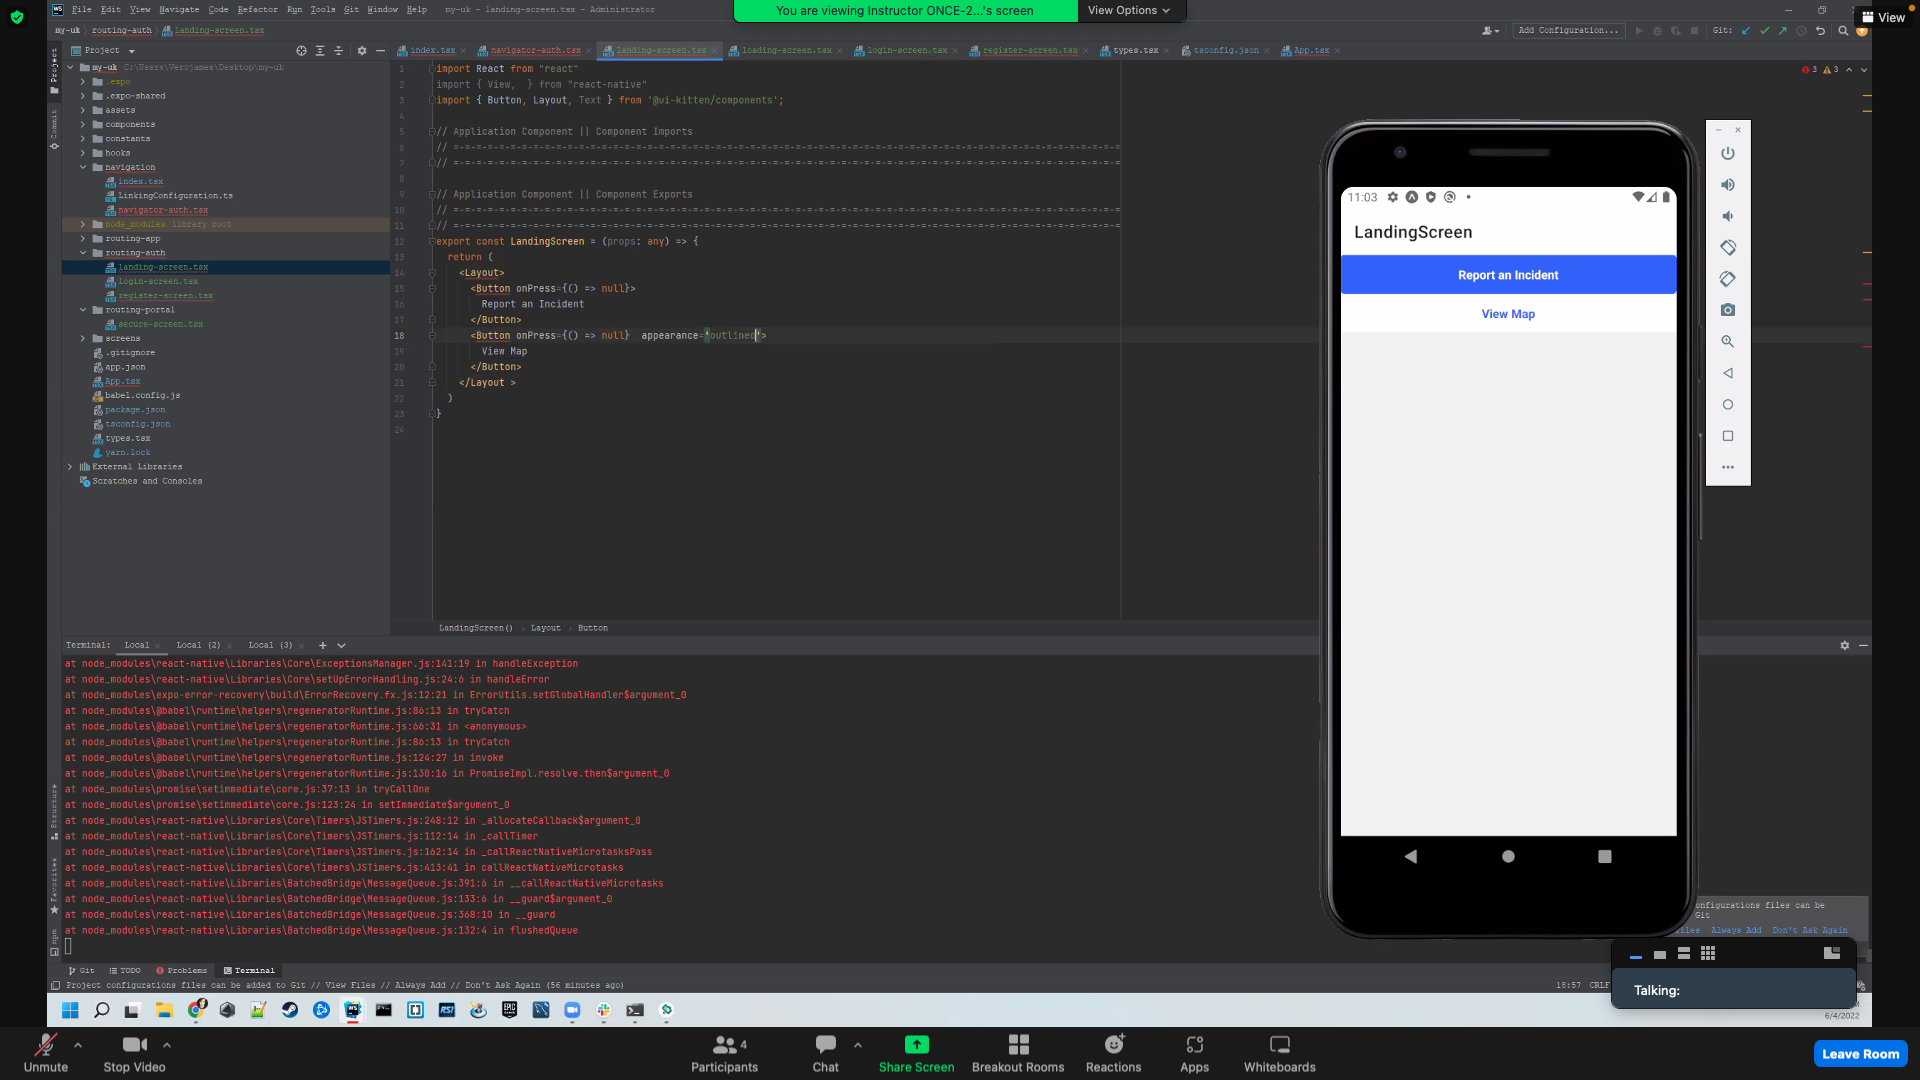 File Edit View Navigate Code Refactor Run Tools Git Window Help my-uk – landing-screen.tsx - Administrator
You are viewing Instructor ONCE-2...'s screen View Options
View
my-uk routing-auth landing-screen.tsx
Add Configuration... Git:
Project
index.tsx navigator-auth.tsx landing-screen.tsx loading-screen.tsx login-screen.tsx register-screen.tsx types.tsx tsconfig.json App.tsx
my-uk C:\Users\Vercjames\Desktop\my-uk
.expo
.expo-shared
assets
components
constants
hooks
navigation
index.tsx
LinkingConfiguration.ts
navigator-auth.tsx
node_modules library root
routing-app
routing-auth
landing-screen.tsx
login-screen.tsx
register-screen.tsx
routing-portal
secure-screen.tsx
screens
.gitignore
app.json
App.tsx
babel.config.js
package.json
tsconfig.json
types.tsx
yarn.lock
External Libraries
Scratches and Consoles
1 import React from "react"
2 import { View,  } from "react-native"
3 import { Button, Layout, Text } from '@ui-kitten/components';
4
5 // Application Component || Component Imports
6 // =-=-=-=-=-=-=-=-=-=-=-=-=-=-=-=-=-=-=-=-=-=-=-=-=-=-=-=-=-=-=-=-=-=-=-=-=-=-=-=-=-=-=-=-=-=-=-=-=-=-=-=-=-=-=-=-=-=-=-=
7 // =-=-=-=-=-=-=-=-=-=-=-=-=-=-=-=-=-=-=-=-=-=-=-=-=-=-=-=-=-=-=-=-=-=-=-=-=-=-=-=-=-=-=-=-=-=-=-=-=-=-=-=-=-=-=-=-=-=-=-=
8
9 // Application Component || Component Exports
10 // =-=-=-=-=-=-=-=-=-=-=-=-=-=-=-=-=-=-=-=-=-=-=-=-=-=-=-=-=-=-=-=-=-=-=-=-=-=-=-=-=-=-=-=-=-=-=-=-=-=-=-=-=-=-=-=-=-=-=-=
11 // =-=-=-=-=-=-=-=-=-=-=-=-=-=-=-=-=-=-=-=-=-=-=-=-=-=-=-=-=-=-=-=-=-=-=-=-=-=-=-=-=-=-=-=-=-=-=-=-=-=-=-=-=-=-=-=-=-=-=-=
12 export const LandingScreen = (props: any) => {
13 return (
14 <Layout>
15 <Button onPress={() => null}>
16 Report an Incident
17 </Button>
18 <Button onPress={() => null}  appearance='outlined'>
19 View Map
20 </Button>
21 </Layout >
22 )
23 }
24
3 3
LandingScreen() Layout Button
11:03
LandingScreen
Report an Incident
View Map
Terminal: Local Local (2) Local (3)
at node_modules\react-native\Libraries\Core\ExceptionsManager.js:141:19 in handleException
at node_modules\react-native\Libraries\Core\setUpErrorHandling.js:24:6 in handleError
at node_modules\expo-error-recovery\build\ErrorRecovery.fx.js:12:21 in ErrorUtils.setGlobalHandler$argument_0
at node_modules\@babel\runtime\helpers\regeneratorRuntime.js:86:13 in tryCatch
at node_modules\@babel\runtime\helpers\regeneratorRuntime.js:66:31 in <anonymous>
at node_modules\@babel\runtime\helpers\regeneratorRuntime.js:86:13 in tryCatch
at node_modules\@babel\runtime\helpers\regeneratorRuntime.js:124:27 in invoke
at node_modules\@babel\runtime\helpers\regeneratorRuntime.js:130:16 in PromiseImpl.resolve.then$argument_0
at node_modules\promise\setimmediate\core.js:37:13 in tryCallOne
at node_modules\promise\setimmediate\core.js:123:24 in setImmediate$argument_0
at node_modules\react-native\Libraries\Core\Timers\JSTimers.js:248:12 in _allocateCallback$argument_0
at node_modules\react-native\Libraries\Core\Timers\JSTimers.js:112:14 in _callTimer
at node_modules\react-native\Libraries\Core\Timers\JSTimers.js:162:14 in _callReactNativeMicrotasksPass
at node_modules\react-native\Libraries\Core\Timers\JSTimers.js:413:41 in callReactNativeMicrotasks
at node_modules\react-native\Libraries\BatchedBridge\MessageQueue.js:391:6 in __callReactNativeMicrotasks
at node_modules\react-native\Libraries\BatchedBridge\MessageQueue.js:133:6 in __guard$argument_0
at node_modules\react-native\Libraries\BatchedBridge\MessageQueue.js:368:10 in __guard
at node_modules\react-native\Libraries\BatchedBridge\MessageQueue.js:132:4 in flushedQueue
onfigurations files can be
Git
iles Always Add Don't Ask Again
Project
Commit
Structure
Favorites
npm
Git TODO Problems Terminal
Project configurations files can be added to Git // View Files // Always Add // Don't Ask Again (56 minutes ago)
18:57 CRLF
Talking:
6/4/2022
Unmute Stop Video Participants 4 Chat Share Screen Breakout Rooms Reactions Apps Whiteboards Leave Room